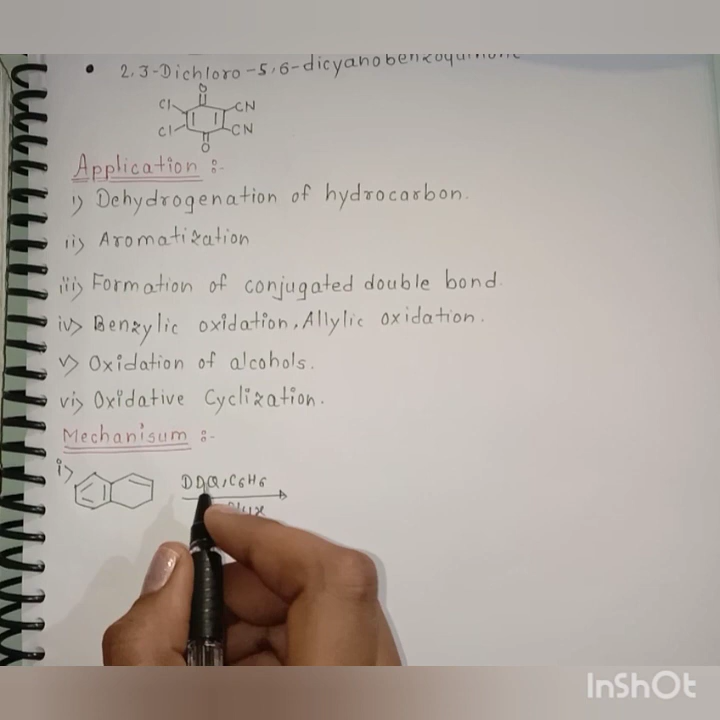 • 2,3-Dichloro-5,6-dicyanobenzoquinone
O
Cl CN
Cl CN
O
Application :-
i) Dehydrogenation of hydrocarbon.
ii) Aromatization
iii) Formation of conjugated double bond.
iv) Benzylic oxidation, Allylic oxidation.
v) Oxidation of alcohols.
vi) Oxidative Cyclization.
Mechanisum :-
i)
DDQ, C6H6
InShOt